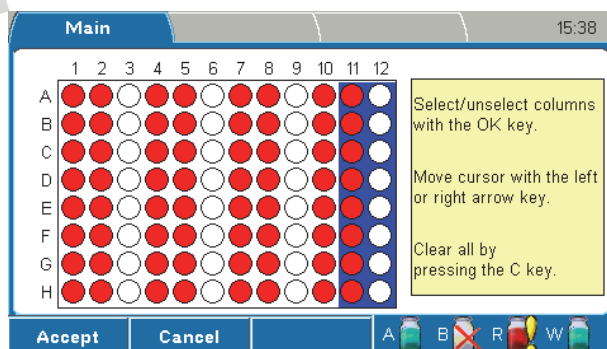 Main 15:38
1 2 3 4 5 6 7 8 9 10 11 12
A
B
C
D
E
F
G
H
Select/unselect columns
with the OK key.
Move cursor with the left
or right arrow key.
Clear all by
pressing the C key.
Accept Cancel A B R W